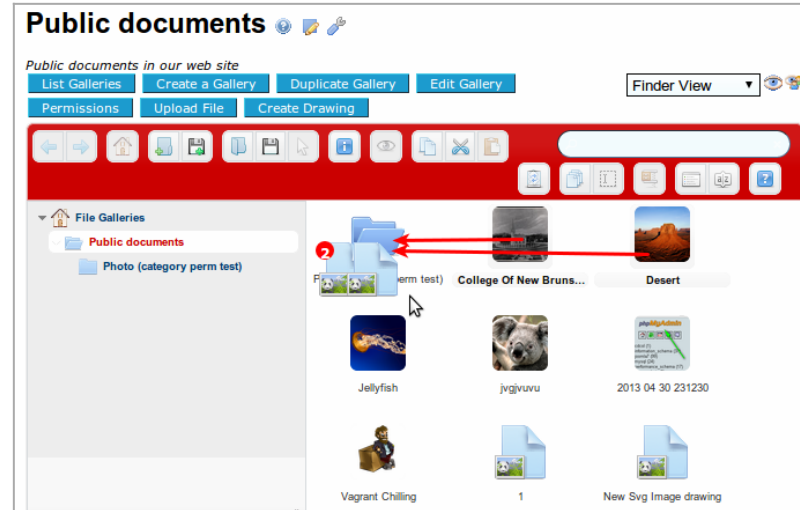 Public documents
Public documents in our web site
List Galleries Create a Gallery Duplicate Gallery Edit Gallery
Finder View
Permissions Upload File Create Drawing
File Galleries
Public documents
Photo (category perm test)
2
P erm test) College Of New Bruns... Desert
phpMyAdmin
Jellyfish jvgjvuvu 2013 04 30 231230
Vagrant Chilling 1 New Svg Image drawing